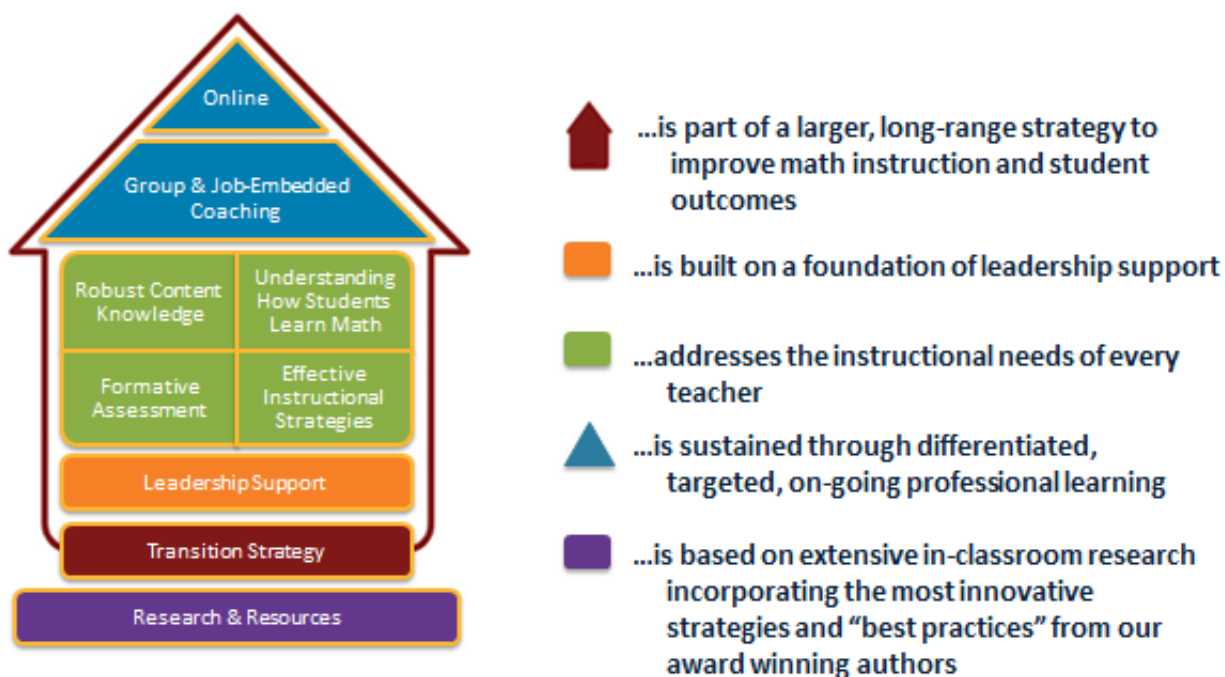 Online
Group & Job-Embedded
Coaching
Robust Content
Knowledge
Understanding
How Students
Learn Math
Formative
Assessment
Effective
Instructional
Strategies
Leadership Support
Transition Strategy
Research & Resources
...is part of a larger, long-range strategy to
improve math instruction and student
outcomes
...is built on a foundation of leadership support
...addresses the instructional needs of every
teacher
...is sustained through differentiated,
targeted, on-going professional learning
...is based on extensive in-classroom research
incorporating the most innovative
strategies and “best practices” from our
award winning authors